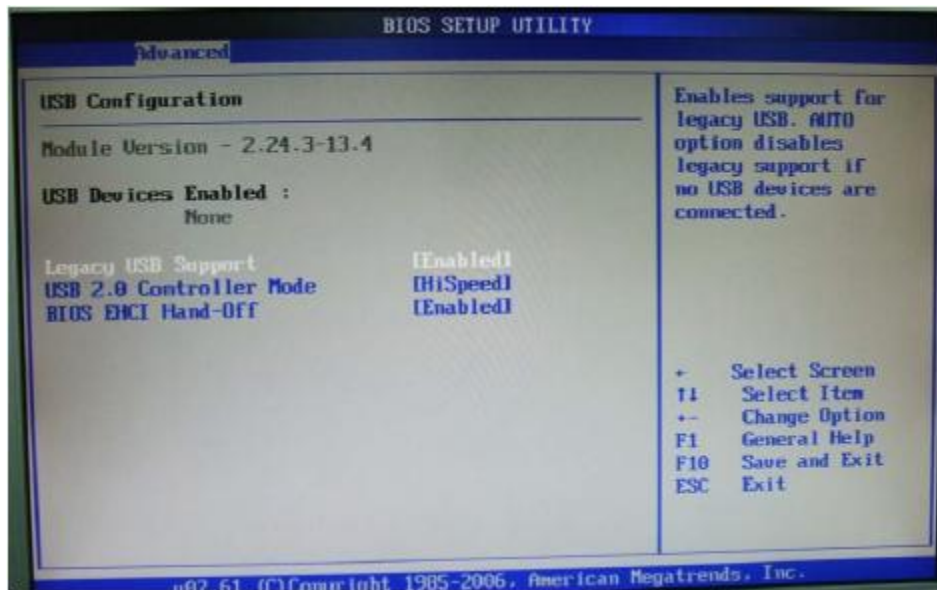 BIOS SETUP UTILITY
Advanced
USB Configuration
Module Version - 2.24.3-13.4
USB Devices Enabled :
None
Legacy USB Support [Enabled]
USB 2.0 Controller Mode [HiSpeed]
BIOS EHCI Hand-Off [Enabled]
Enables support for
legacy USB. AUTO
option disables
legacy support if
no USB devices are
connected.
← Select Screen
↑↓ Select Item
+- Change Option
F1 General Help
F10 Save and Exit
ESC Exit
v02.61 (C)Copyright 1985-2006, American Megatrends, Inc.